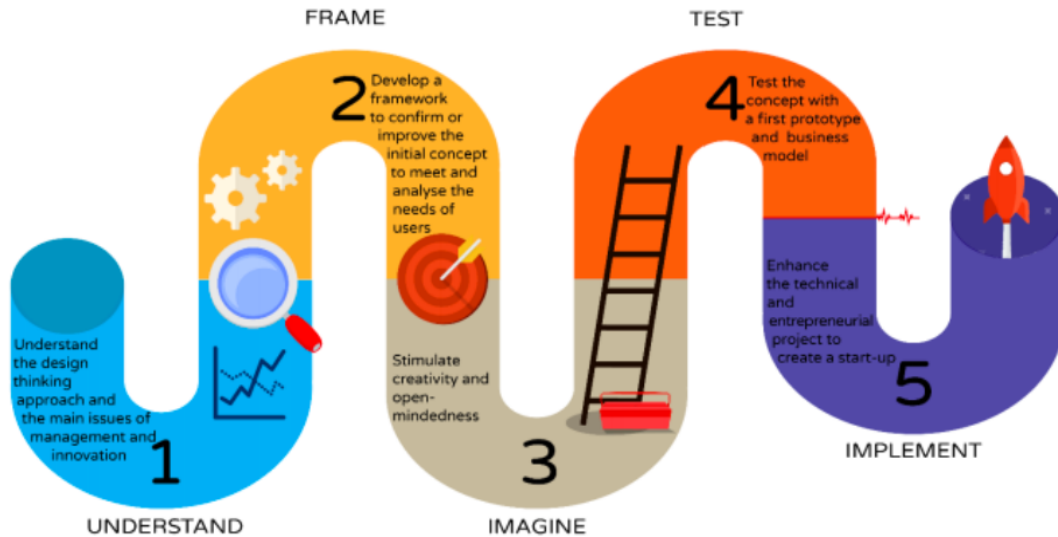 FRAME
TEST
2
Develop a
framework
to confirm or
improve the
initial concept
to meet and
analyse the
needs of
users
4
Test the
concept with
a first prototype
and business
model
Understand
the design
thinking
approach and
the main issues of
management and
innovation
1
UNDERSTAND
Stimulate
creativity and
open-
mindedness
3
IMAGINE
Enhance
the technical
and
entrepreneurial
project to
create a start-up
5
IMPLEMENT